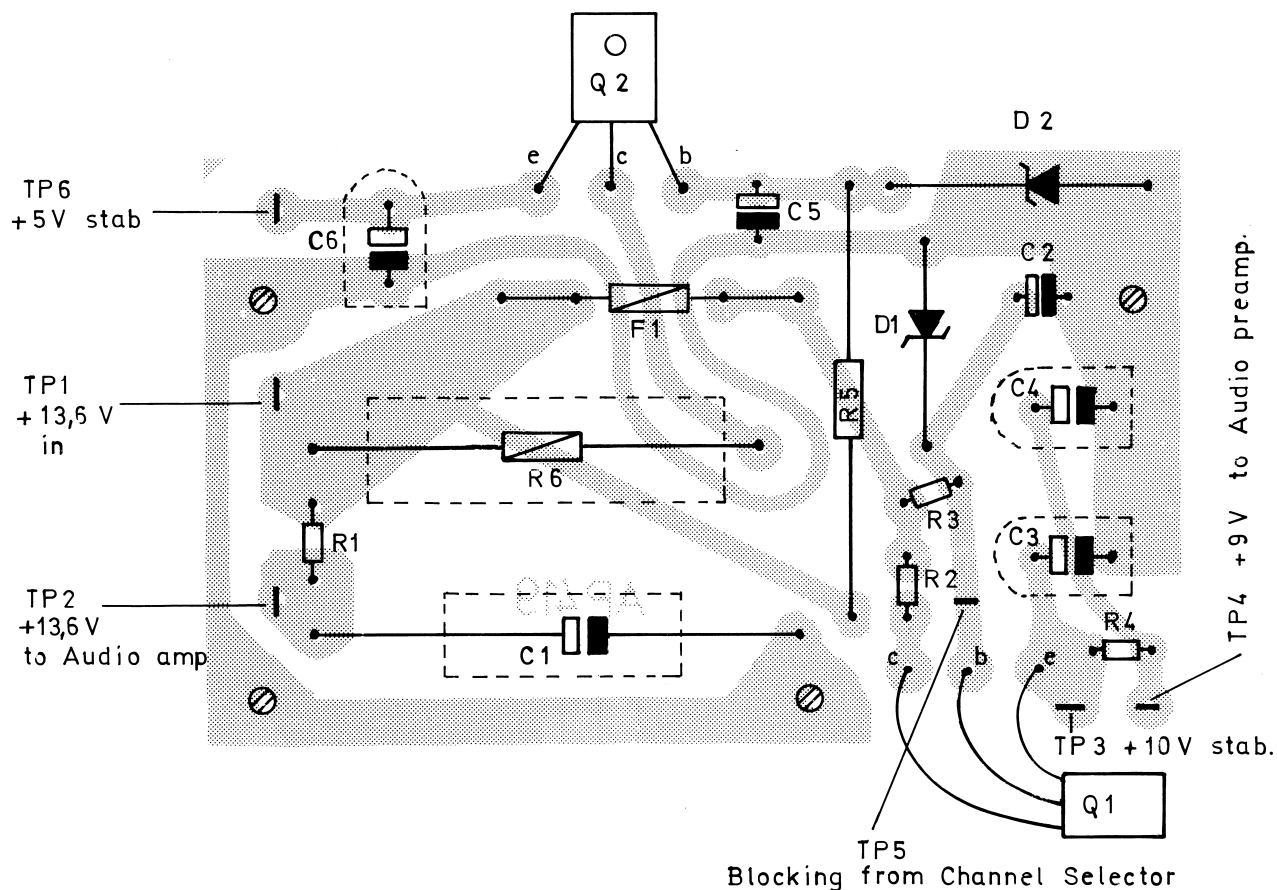 Q2
D2
e
c
b
TP6
+5V stab
C6
C5
C2
F1
D1
TP1
+13,6 V
in
R5
C4
R6
R3
R1
C3
R2
TP2
+13,6V
to Audio amp
C1
R4
c
b
e
TP3 +10V stab.
TP4 +9V to Audio preamp.
Q1
TP5
Blocking from Channel Selector